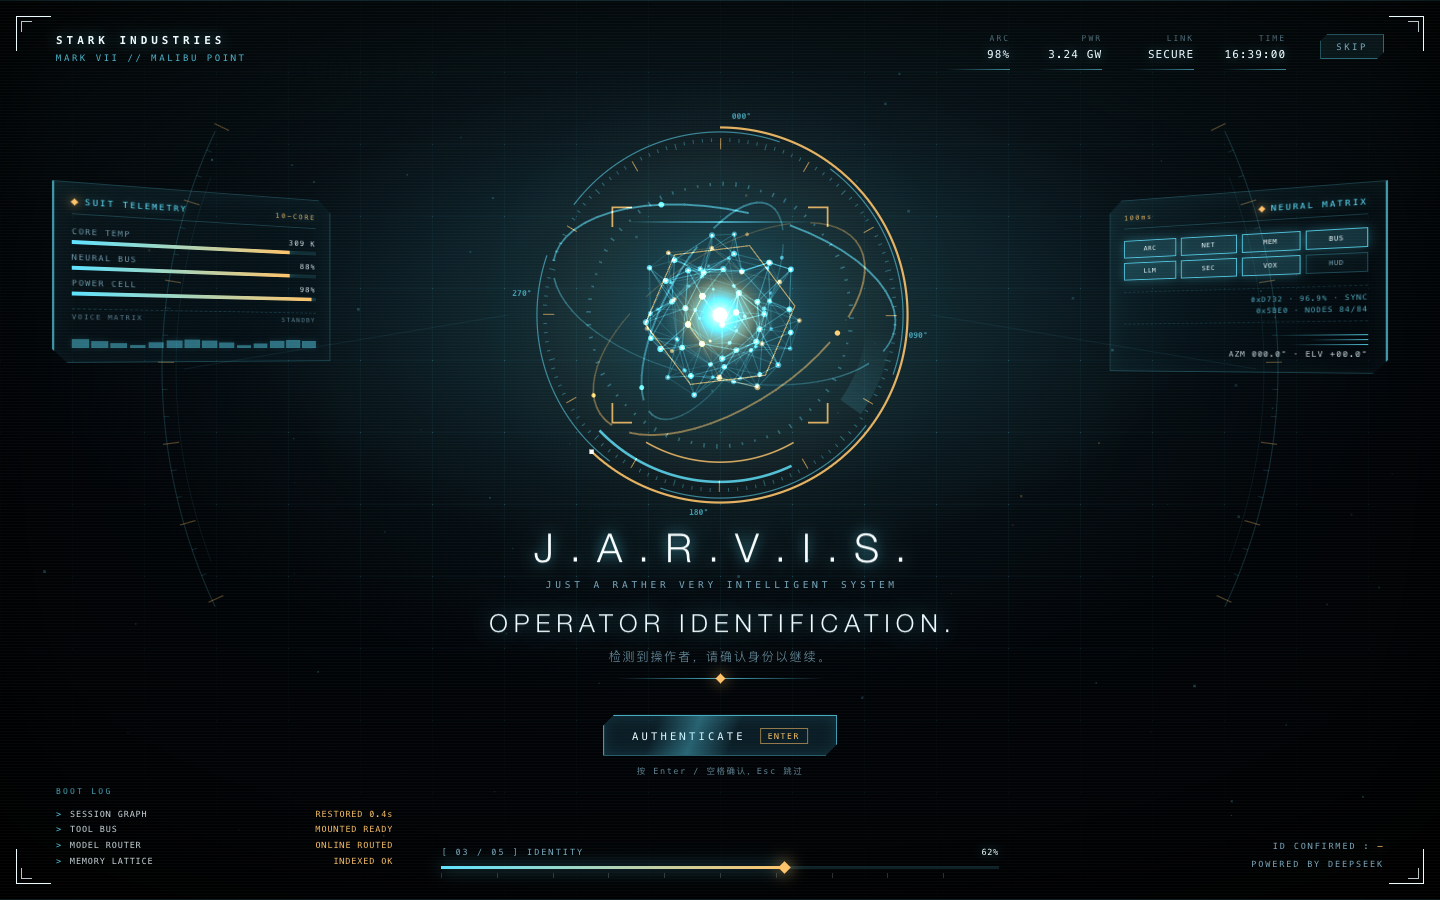 STARK INDUSTRIES
MARK VII // MALIBU POINT
ARC
98%
PWR
3.24 GW
LINK
SECURE
TIME
16:39:00
SKIP
000°
270°
090°
180°
SUIT TELEMETRY
10-CORE
CORE TEMP
309 K
NEURAL BUS
88%
POWER CELL
98%
VOICE MATRIX
STANDBY
100ms
NEURAL MATRIX
ARC NET MEM BUS
LLM SEC VOX HUD
0xD732 · 96.9% · SYNC
0x5BE0 · NODES 84/84
AZM 000.0° · ELV +00.0°
J.A.R.V.I.S.
JUST A RATHER VERY INTELLIGENT SYSTEM
OPERATOR IDENTIFICATION.
检测到操作者，请确认身份以继续。
AUTHENTICATE ENTER
按 Enter / 空格确认，Esc 跳过
BOOT LOG
> SESSION GRAPH RESTORED 0.4s
> TOOL BUS MOUNTED READY
> MODEL ROUTER ONLINE ROUTED
> MEMORY LATTICE INDEXED OK
[ 03 / 05 ] IDENTITY 62%
ID CONFIRMED : —
POWERED BY DEEPSEEK